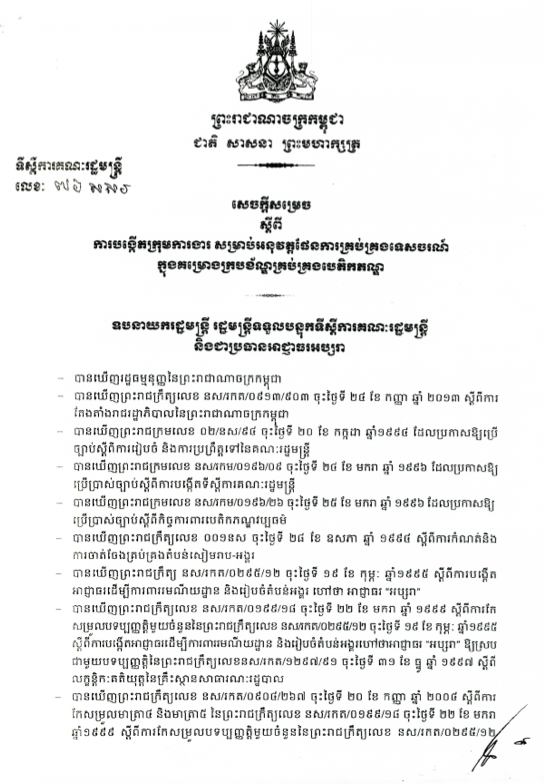 ព្រះរាជាណាចក្រកម្ពុជា
ជាតិ សាសនា ព្រះមហាក្សត្រ
ទីស្តីការគណៈរដ្ឋមន្ត្រី
លេខៈ
សេចក្តីសម្រេច
ស្តីពី
ការបង្កើតក្រុមការងារ សម្រាប់អនុវត្តផែនការគ្រប់គ្រងទេសចរណ៍
ក្នុងគម្រោងក្របខ័ណ្ឌគ្រប់គ្រងបេតិកភណ្ឌ
ឧបនាយករដ្ឋមន្ត្រី រដ្ឋមន្ត្រីទទួលបន្ទុកទីស្តីការគណៈរដ្ឋមន្ត្រី
និងជាប្រធានអាជ្ញាធរអប្សរា
– បានឃើញរដ្ឋធម្មនុញ្ញនៃព្រះរាជាណាចក្រកម្ពុជា
– បានឃើញព្រះរាជក្រឹត្យលេខ នស/រកត/០៩១៣/៩០៣ ចុះថ្ងៃទី ២៤ ខែ កញ្ញា ឆ្នាំ ២០១៣ ស្តីពីការ
តែងតាំងរាជរដ្ឋាភិបាលនៃព្រះរាជាណាចក្រកម្ពុជា
– បានឃើញព្រះរាជក្រមលេខ ០២/នស/៩៤ ចុះថ្ងៃទី ២០ ខែ កក្កដា ឆ្នាំ១៩៩៤ ដែលប្រកាសឱ្យប្រើ
ច្បាប់ស្តីពីការរៀបចំ និងការប្រព្រឹត្តទៅនៃគណៈរដ្ឋមន្ត្រី
– បានឃើញព្រះរាជក្រមលេខ នស/រកម/០១៩៦/០៩ ចុះថ្ងៃទី ២៤ ខែ មករា ឆ្នាំ ១៩៩៦ ដែលប្រកាសឱ្យ
ប្រើប្រាស់ច្បាប់ស្តីពីការបង្កើតទីស្តីការគណៈរដ្ឋមន្ត្រី
– បានឃើញព្រះរាជក្រមលេខ នស/រកម/០១៩៦/២៦ ចុះថ្ងៃទី ២៥ ខែ មករា ឆ្នាំ ១៩៩៦ ដែលប្រកាសឱ្យ
ប្រើប្រាស់ច្បាប់ស្តីពីកិច្ចការពារបេតិកភណ្ឌវប្បធម៌
– បានឃើញព្រះរាជក្រឹត្យលេខ ០០១នស ចុះថ្ងៃទី ២៨ ខែ ឧសភា ឆ្នាំ ១៩៩៤ ស្តីពីការកំណត់និង
ការចាត់ចែងគ្រប់គ្រងតំបន់សៀមរាប-អង្គរ
– បានឃើញព្រះរាជក្រឹត្យ នស/រកត/០២៩៥/១២ ចុះថ្ងៃទី ១៩ ខែ កុម្ភៈ ឆ្នាំ១៩៩៥ ស្តីពីការបង្កើត
អាជ្ញាធរដើម្បីការពាររមណីយដ្ឋាន និងរៀបចំតំបន់អង្គរ ហៅថា អាជ្ញាធរ “អប្សរា”
– បានឃើញព្រះរាជក្រឹត្យលេខ នស/រកត/០១៩៩/១៨ ចុះថ្ងៃទី ២២ ខែ មករា ឆ្នាំ ១៩៩៩ ស្តីពីការកែ
សម្រួលបទប្បញ្ញត្តិមួយចំនួននៃព្រះរាជក្រឹត្យលេខ នស/រកត/០២៩៥/១២ ចុះថ្ងៃទី ១៩ ខែ កុម្ភៈ ឆ្នាំ១៩៩៥
ស្តីពីការបង្កើតអាជ្ញាធរដើម្បីការពាររមណីយដ្ឋាន និងរៀបចំតំបន់អង្គរហៅថាអាជ្ញាធរ “អប្សរា” ឱ្យស្រប
ជាមួយបទប្បញ្ញត្តិនៃព្រះរាជក្រឹត្យលេខនស/រកត/១២៩៧/៩១ ចុះថ្ងៃទី ៣១ ខែ ធ្នូ ឆ្នាំ ១៩៩៧ ស្តីពី
លក្ខន្តិកៈគតិយុត្តនៃគ្រឹះស្ថានសាធារណៈរដ្ឋបាល
– បានឃើញព្រះរាជក្រឹត្យលេខ នស/រកត/០៩០៤/២៦៧ ចុះថ្ងៃទី ២០ ខែ កញ្ញា ឆ្នាំ ២០០៤ ស្តីពីការ
កែសម្រួលមាត្រា៤ និងមាត្រា៥ នៃព្រះរាជក្រឹត្យលេខ នស/រកត/០១៩៩/១៨ ចុះថ្ងៃទី ២២ ខែ មករា
ឆ្នាំ១៩៩៩ ស្តីពីការកែសម្រួលបទប្បញ្ញត្តិមួយចំនួននៃព្រះរាជក្រឹត្យលេខ នស/រកត/០២៩៥/១២